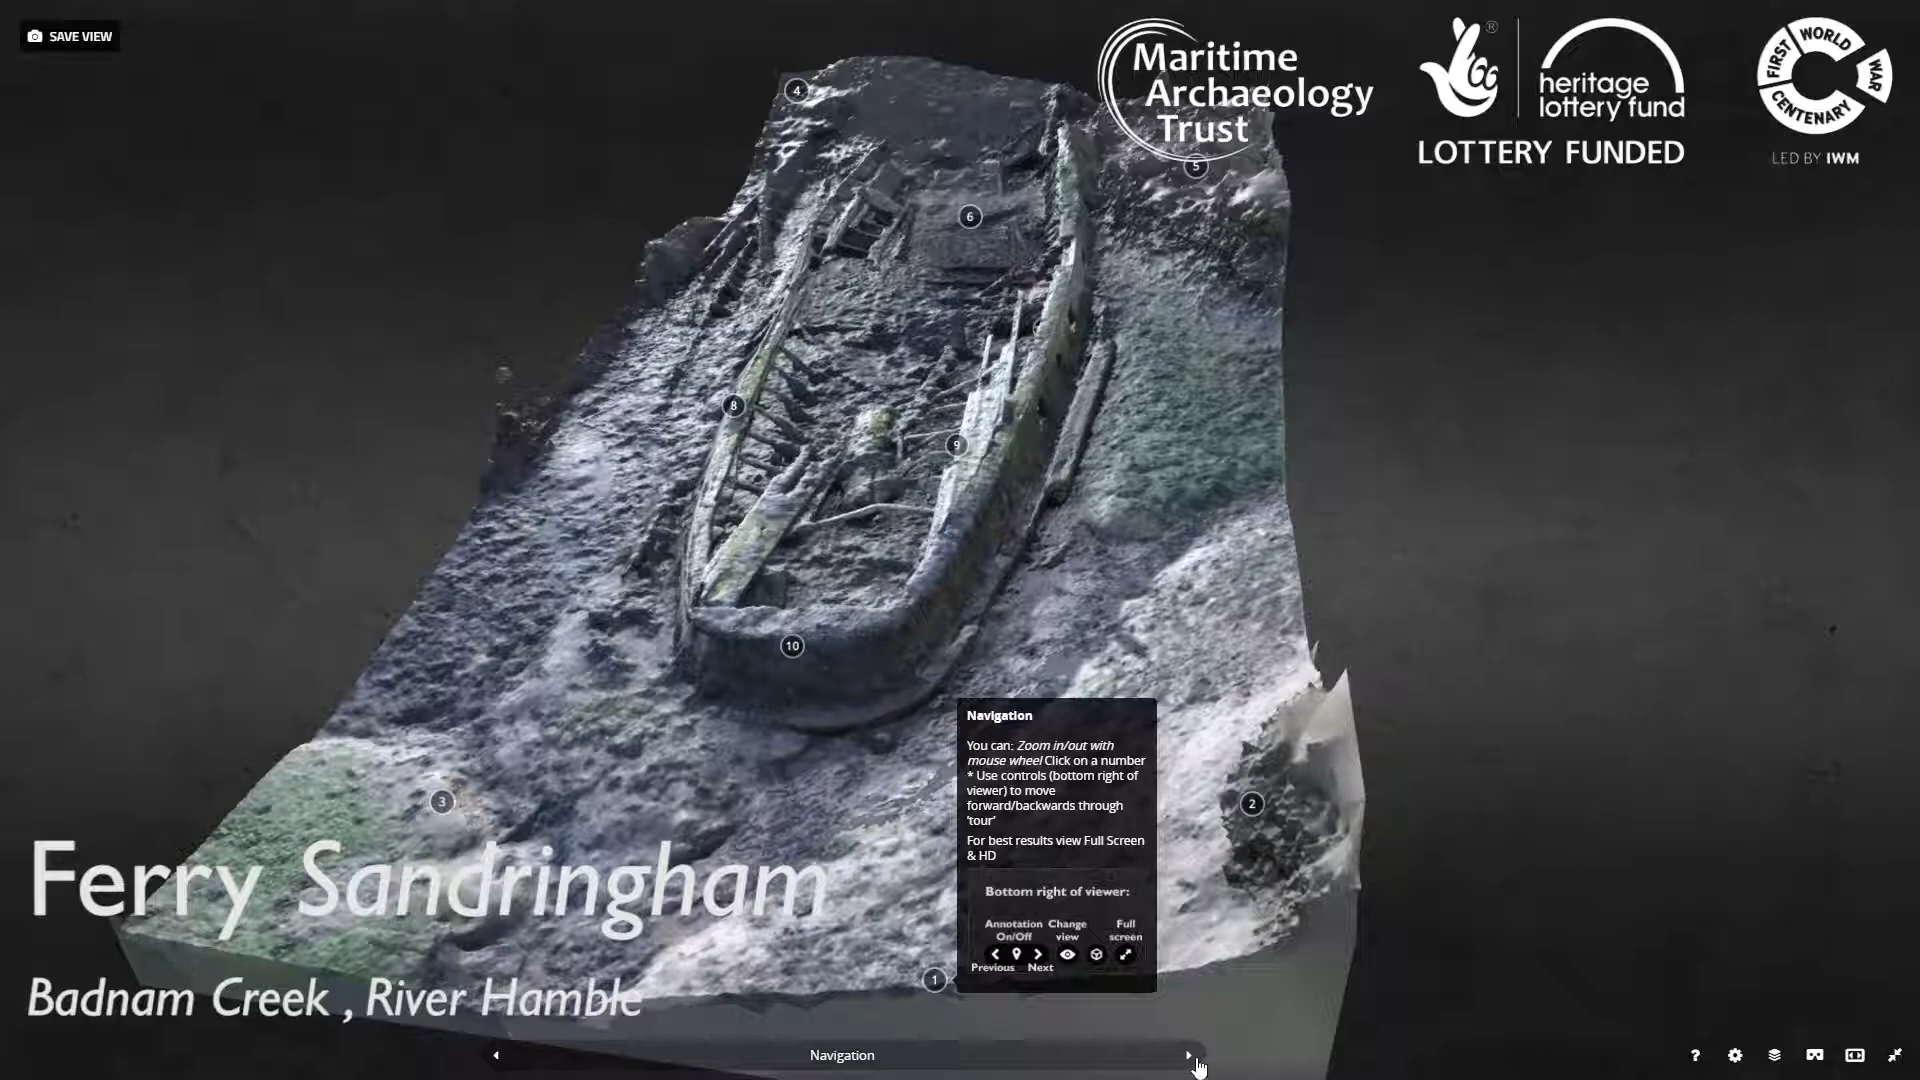 SAVE VIEW
Maritime
Archaeology
Trust
®
heritage
lottery fund
LOTTERY FUNDED
FIRST WORLD WAR CENTENARY
LED BY IWM
4
5
6
8
9
10
3
2
1
Navigation
You can: Zoom in/out with
mouse wheel Click on a number
* Use controls (bottom right of
viewer) to move
forward/backwards through
'tour'
For best results view Full Screen
& HD
Bottom right of viewer:
Annotation Change Full
On/Off view screen
Previous Next
Ferry Sandringham
Badnam Creek , River Hamble
Navigation
?